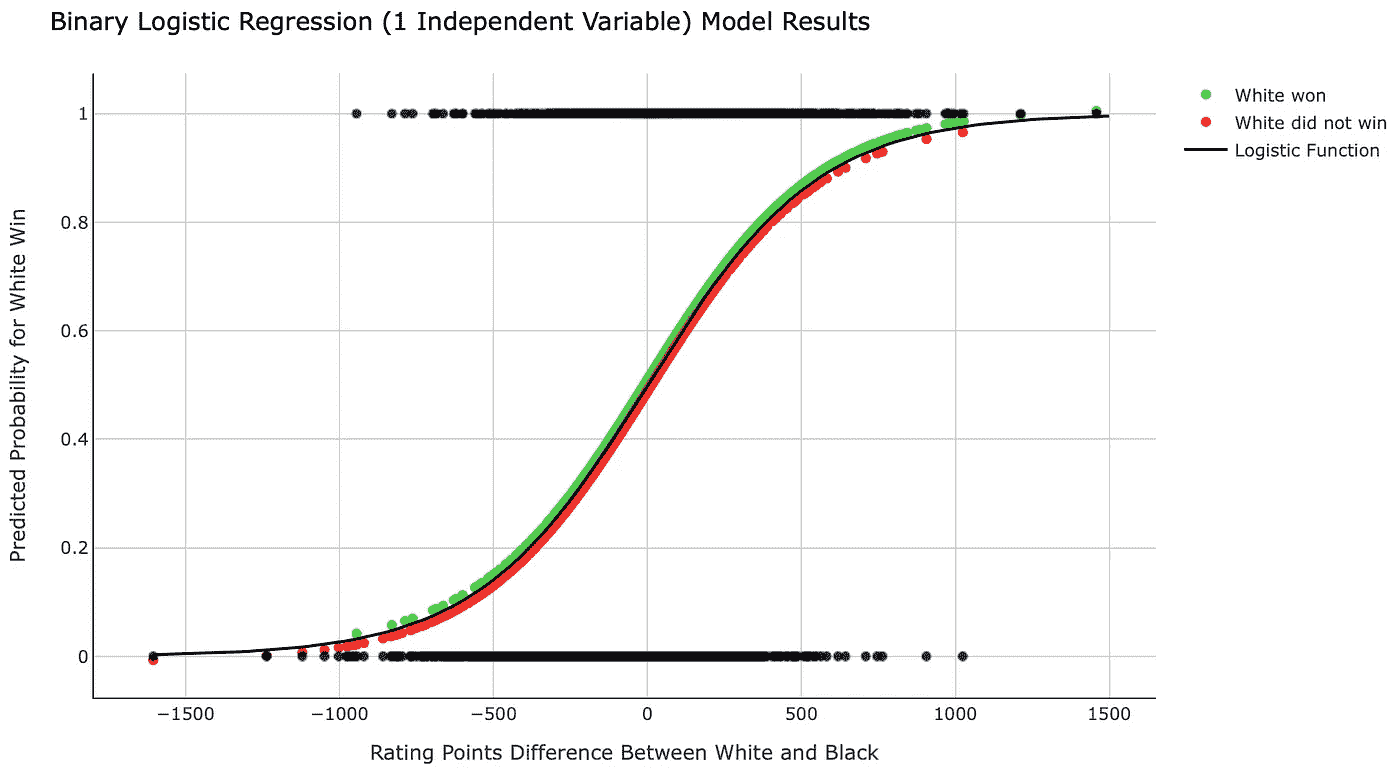 Binary Logistic Regression (1 Independent Variable) Model Results
White won
White did not win
Logistic Function
Predicted Probability for White Win
1
0.8
0.6
0.4
0.2
0
−1500
−1000
−500
0
500
1000
1500
Rating Points Difference Between White and Black